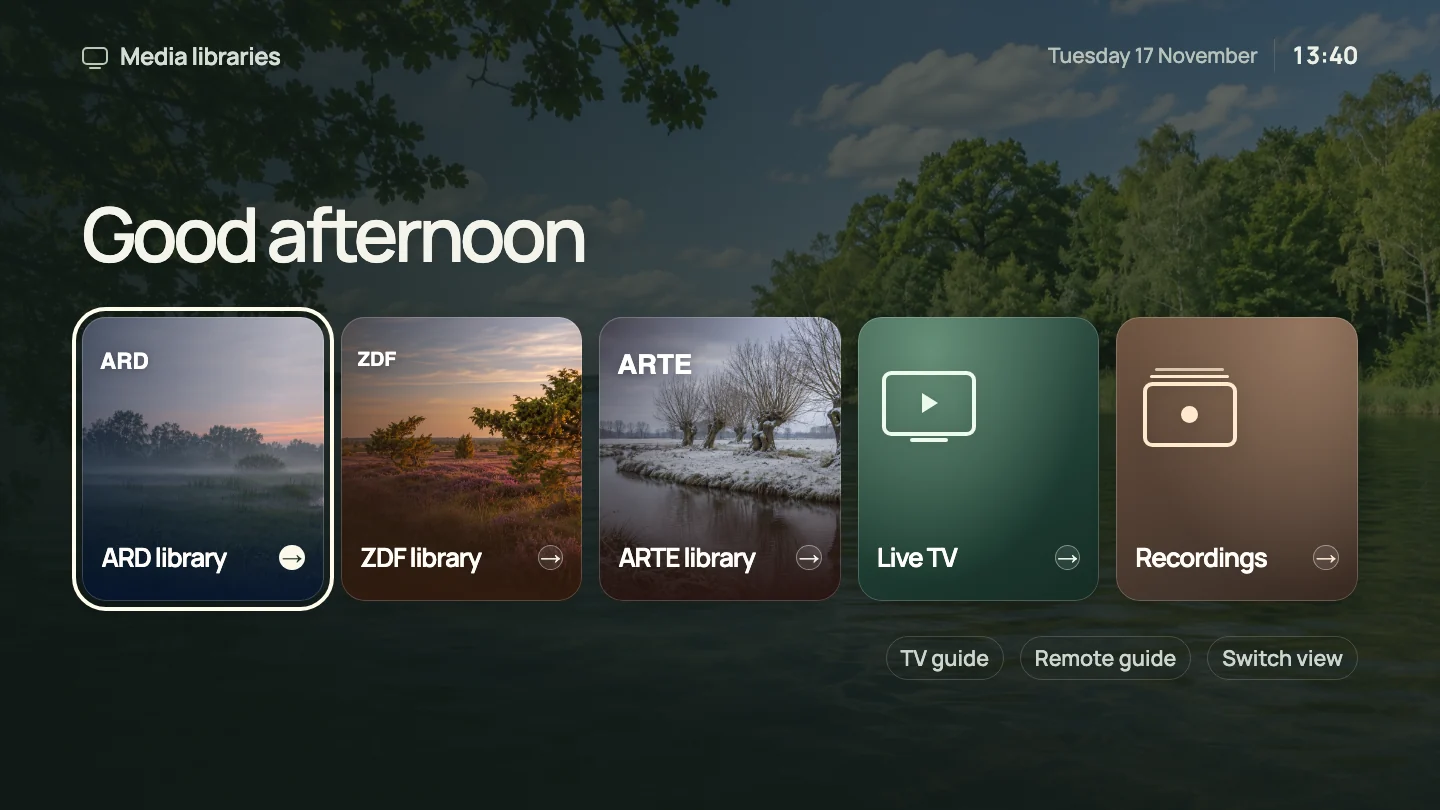 Media libraries
Tuesday 17 November
13:40
Good afternoon
ARD
ZDF
ARTE
ARD library
ZDF library
ARTE library
Live TV
Recordings
TV guide
Remote guide
Switch view